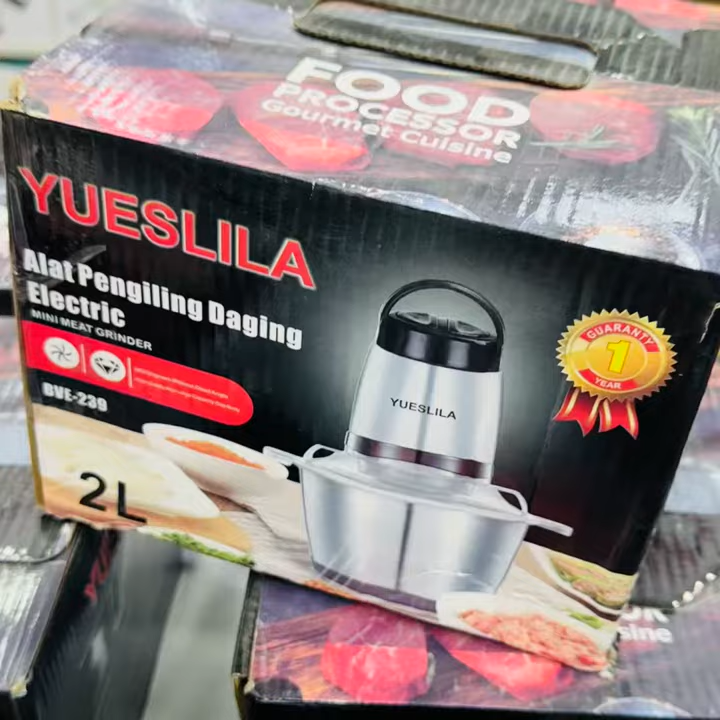 FOOD
PROCESSOR
Gourmet Cuisine
YUESLILA
Alat Pengiling Daging
Electric
MINI MEAT GRINDER
BVE-239
2L
YUESLILA
GUARANTY
1
YEAR
sine